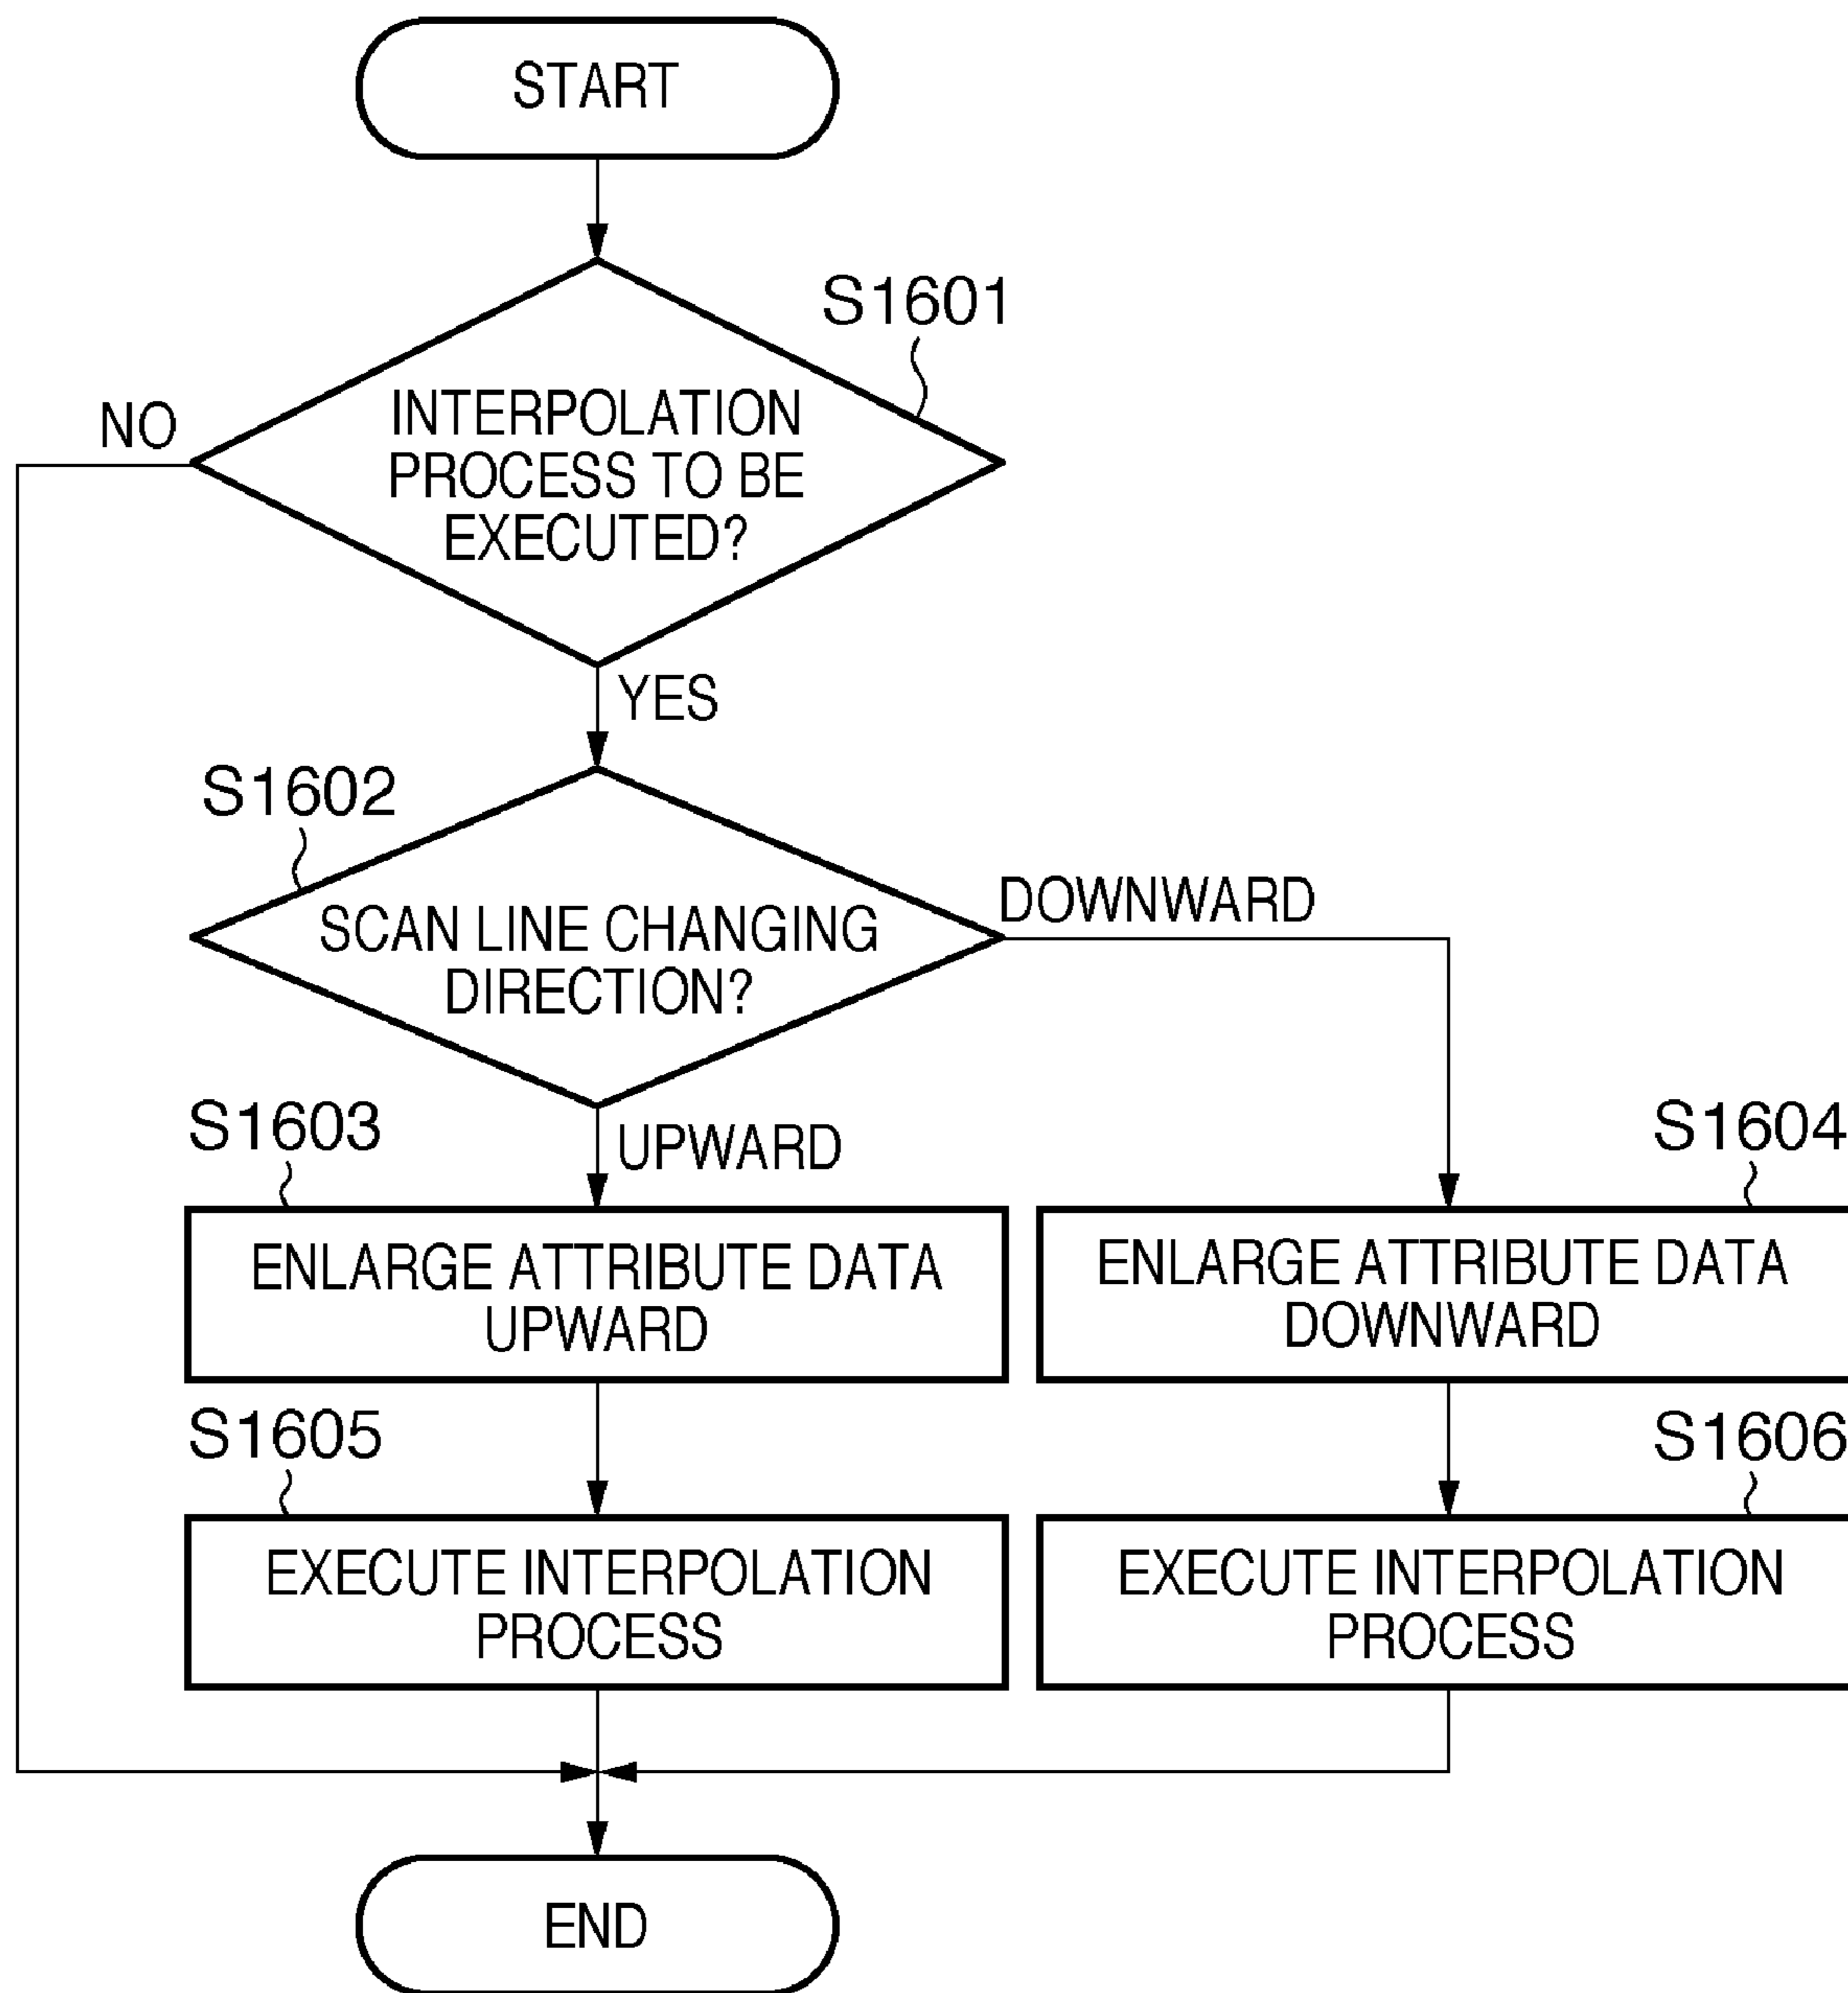 START
S1601
INTERPOLATION
PROCESS TO BE
EXECUTED?
NO
YES
S1602
SCAN LINE CHANGING
DIRECTION?
DOWNWARD
UPWARD
S1603
ENLARGE ATTRIBUTE DATA
UPWARD
S1604
ENLARGE ATTRIBUTE DATA
DOWNWARD
S1605
EXECUTE INTERPOLATION
PROCESS
S1606
EXECUTE INTERPOLATION
PROCESS
END